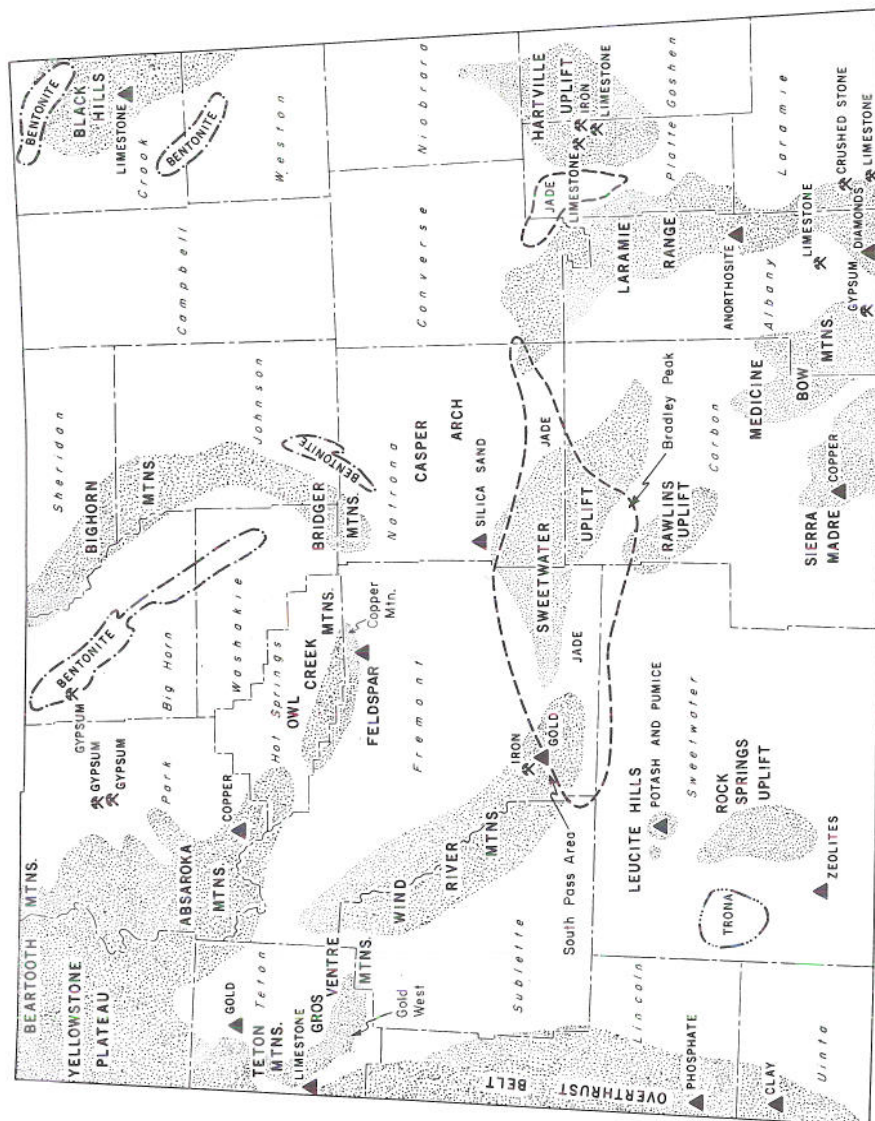 BEARTOOTH MTNS.
YELLOWSTONE
PLATEAU
ABSAROKA
MTNS.
Park
GYPSUM
GYPSUM
GYPSUM
BENTONITE
Big Horn
Washakie
Hot Springs
COPPER
BIGHORN
MTNS.
Sheridan
Johnson
BENTONITE
Campbell
BENTONITE
BLACK
HILLS
LIMESTONE
Crook
BENTONITE
Weston
GOLD
Teton
TETON
MTNS.
LIMESTONE
GROS
VENTRE
MTNS.
Gold
West
WIND
RIVER
MTNS
OWL
CREEK
MTNS.
Copper
Mtn.
FELDSPAR
Fremont
BRIDGER
MTNS.
Natrona
CASPER
ARCH
SILICA SAND
Converse
Niobrara
Sublette
South Pass Area
IRON
GOLD
JADE
SWEETWATER
UPLIFT
JADE
Bradley Peak
JADE
LIMESTONE
HARTVILLE
UPLIFT
IRON
LIMESTONE
Platte
Goshen
LARAMIE
RANGE
OVERTHRUST
BELT
Lincoln
PHOSPHATE
CLAY
Uinta
LEUCITE HILLS
POTASH AND PUMICE
Sweetwater
ROCK
SPRINGS
UPLIFT
TRONA
ZEOLITES
RAWLINS
UPLIFT
Carbon
SIERRA
MADRE
COPPER
MEDICINE
BOW
MTNS.
ANORTHOSITE
Albany
LIMESTONE
GYPSUM
DIAMONDS
Laramie
CRUSHED STONE
LIMESTONE